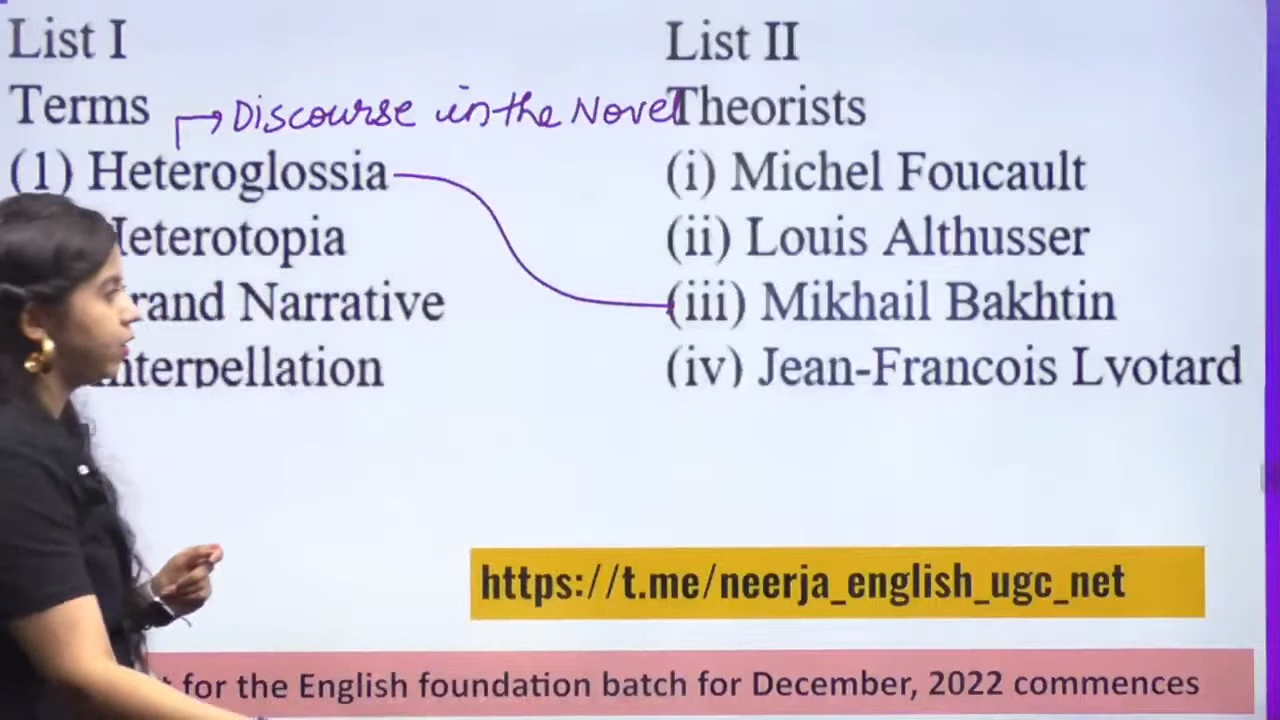 List I
List II
Terms
Discourse in the Novel
Theorists
(1) Heteroglossia
(i) Michel Foucault
Heterotopia
(ii) Louis Althusser
rand Narrative
(iii) Mikhail Bakhtin
nterpellation
(iv) Jean-Francois Lyotard
https://t.me/neerja_english_ugc_net
for the English foundation batch for December, 2022 commences